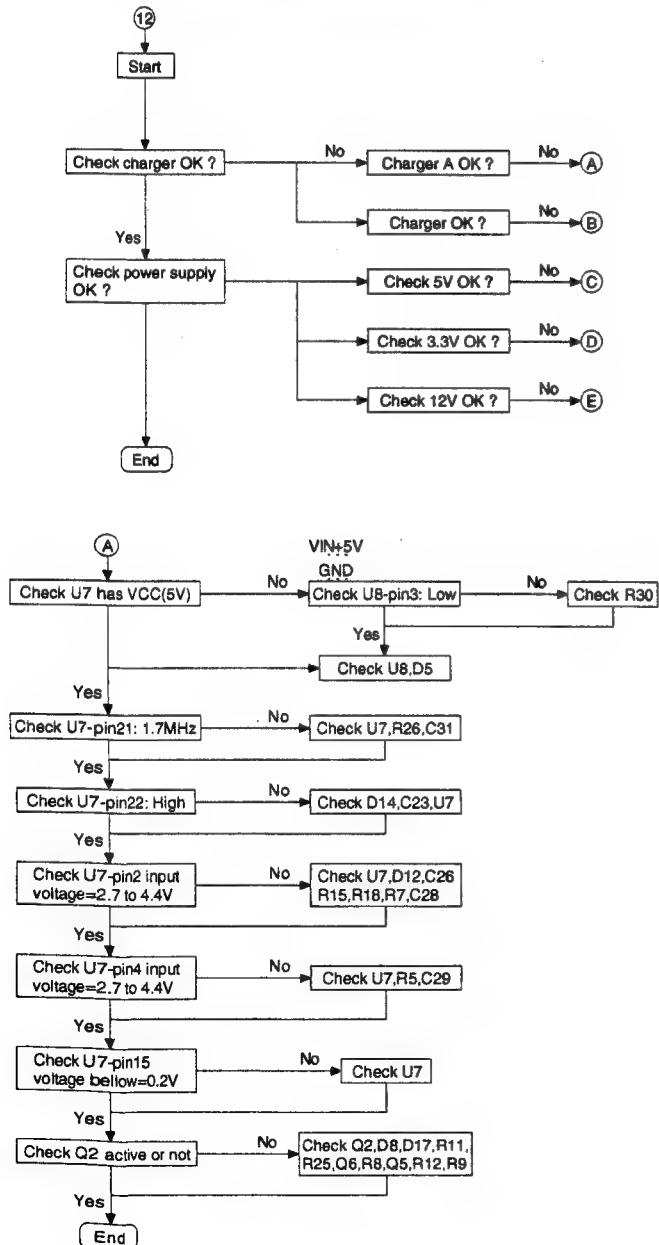 12
Start
Check charger OK ?
No
Charger A OK ?
No
A
Charger OK ?
No
B
Yes
Check power supply
OK ?
Check 5V OK ?
No
C
Check 3.3V OK ?
No
D
Check 12V OK ?
No
E
End
A
VIN+5V
GND
Check U7 has VCC(5V)
No
Check U8-pin3: Low
No
Check R30
Yes
Check U8,D5
Yes
Check U7-pin21: 1.7MHz
No
Check U7,R26,C31
Yes
Check U7-pin22: High
No
Check D14,C23,U7
Yes
Check U7-pin2 input
voltage=2.7 to 4.4V
No
Check U7,D12,C26
R15,R18,R7,C28
Yes
Check U7-pin4 input
voltage=2.7 to 4.4V
No
Check U7,R5,C29
Yes
Check U7-pin15
voltage bellow=0.2V
No
Check U7
Yes
Check Q2 active or not
No
Check Q2,D8,D17,R11,
R25,Q6,R8,Q5,R12,R9
Yes
End